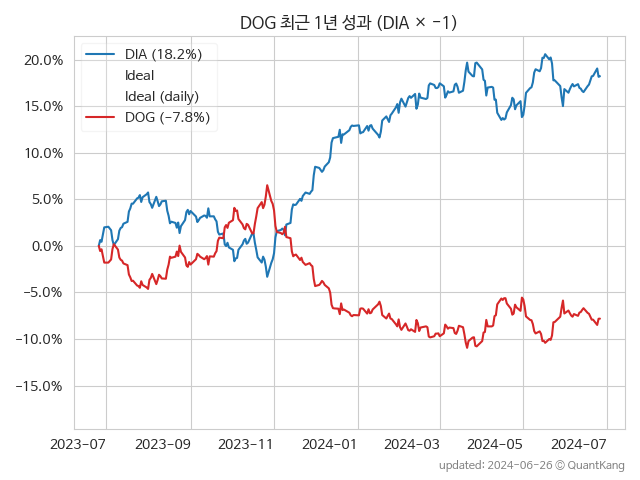 DOG 최근 1년 성과 (DIA × −1)
DIA (18.2%)
Ideal
Ideal (daily)
DOG (−7.8%)
20.0%
15.0%
10.0%
5.0%
0.0%
−5.0%
−10.0%
−15.0%
2023−07 2023−09 2023−11 2024−01 2024−03 2024−05 2024−07
updated: 2024-06-26 ⓒ QuantKang